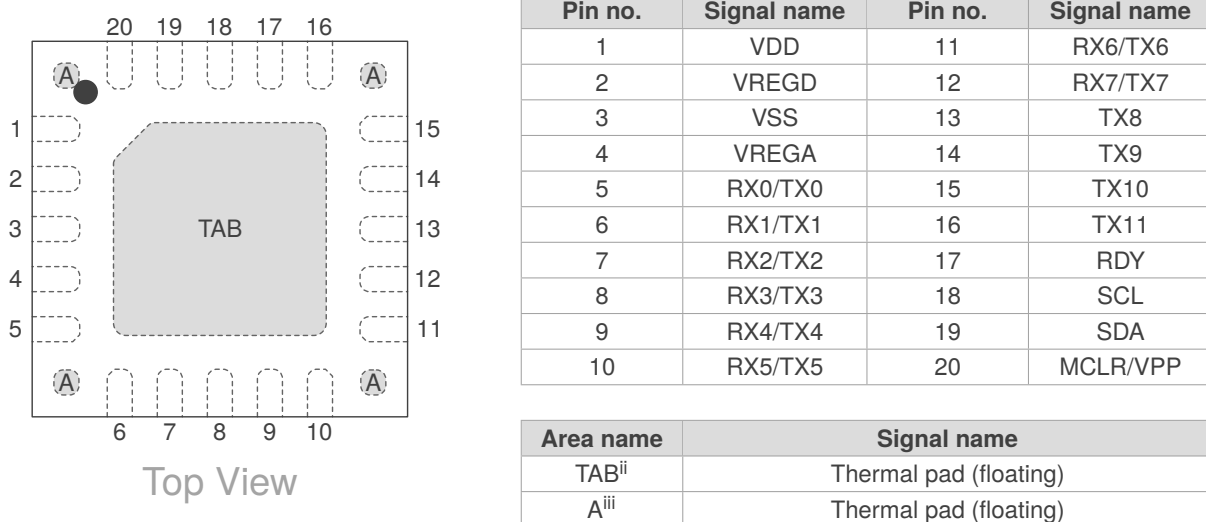 20 19 18 17 16
A A
1 15
2 14
3 TAB 13
4 12
5 11
A A
6 7 8 9 10
Top View
Pin no. Signal name Pin no. Signal name
1 VDD 11 RX6/TX6
2 VREGD 12 RX7/TX7
3 VSS 13 TX8
4 VREGA 14 TX9
5 RX0/TX0 15 TX10
6 RX1/TX1 16 TX11
7 RX2/TX2 17 RDY
8 RX3/TX3 18 SCL
9 RX4/TX4 19 SDA
10 RX5/TX5 20 MCLR/VPP
Area name Signal name
TABii Thermal pad (floating)
Aiii Thermal pad (floating)